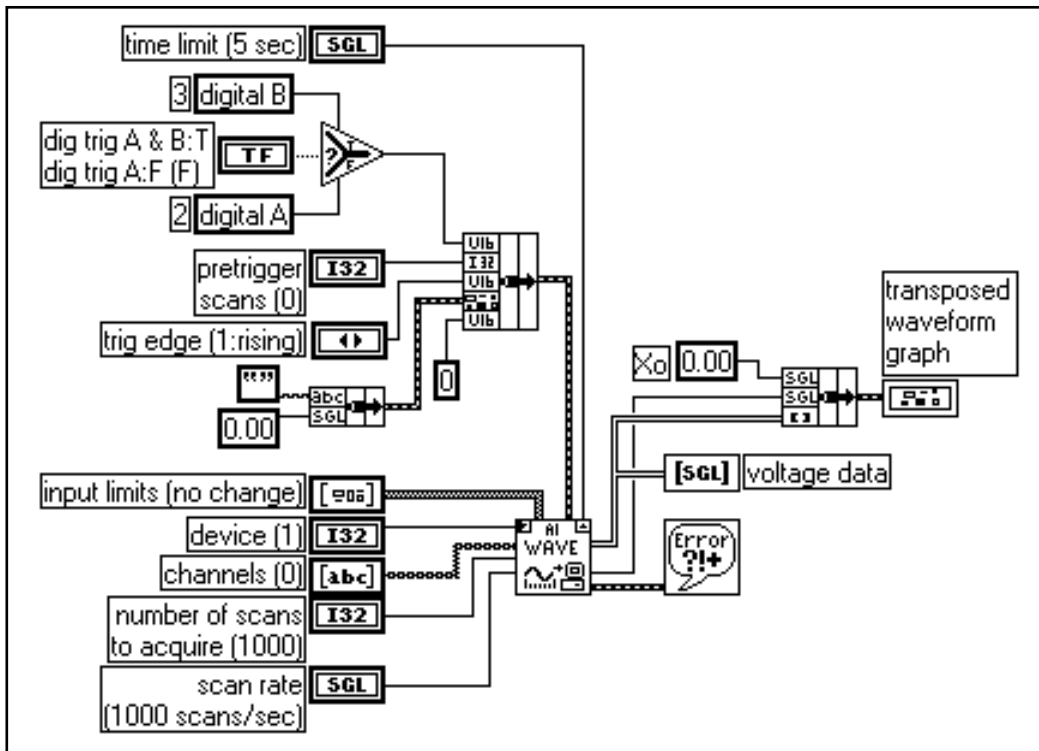 time limit (5 sec) SGL
3 digital B
dig trig A & B:T
dig trig A:F (F)
TF
? T F
2 digital A
pretrigger
scans (0)
I32
trig edge (1:rising)
U16
I32
U16
U16
0
“”
abc
SGL
0.00
input limits (no change)
device (1) I32
channels (0) [abc]
number of scans
to acquire (1000)
I32
scan rate
(1000 scans/sec)
SGL
AI
WAVE
Xo 0.00
SGL
SGL
[ ]
transposed
waveform
graph
[SGL] voltage data
Error
?!+